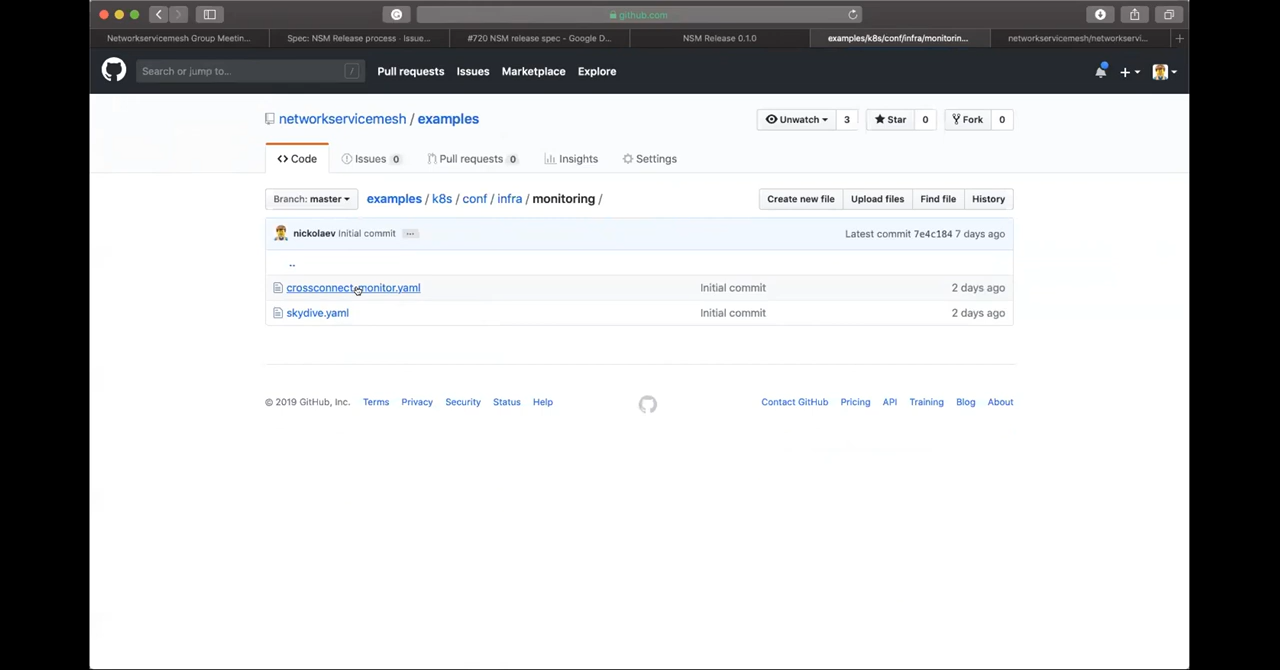 github.com
Networkservicemesh Group Meetin...
Spec: NSM Release process · Issue...
#720 NSM release spec - Google D...
NSM Release 0.1.0
examples/k8s/conf/infra/monitorin...
networkservicemesh/networkservi...
Search or jump to...
/
Pull requests
Issues
Marketplace
Explore
networkservicemesh / examples
Unwatch 3
Star 0
Fork 0
Code
Issues 0
Pull requests 0
Insights
Settings
Branch: master
examples / k8s / conf / infra / monitoring /
Create new file
Upload files
Find file
History
nickolaev Initial commit ...
Latest commit 7e4c184 7 days ago
..
crossconnect-monitor.yaml Initial commit 2 days ago
skydive.yaml Initial commit 2 days ago
© 2019 GitHub, Inc. Terms Privacy Security Status Help
Contact GitHub Pricing API Training Blog About